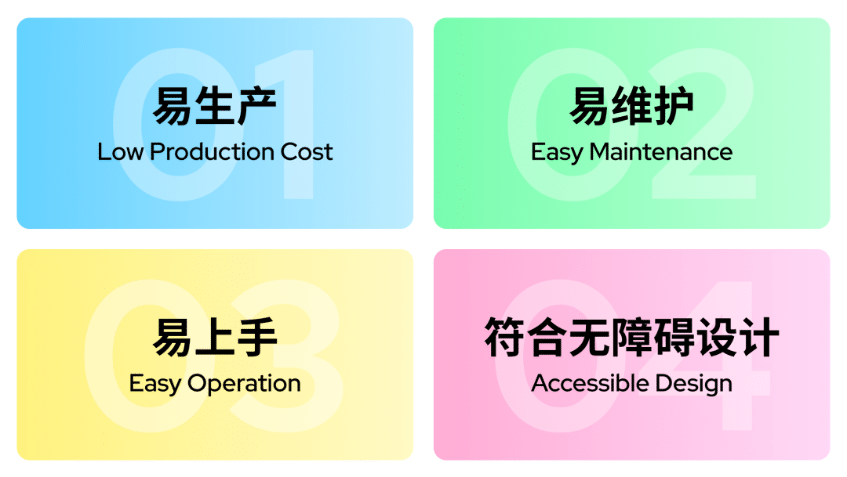 01
易生产
Low Production Cost
02
易维护
Easy Maintenance
03
易上手
Easy Operation
04
符合无障碍设计
Accessible Design